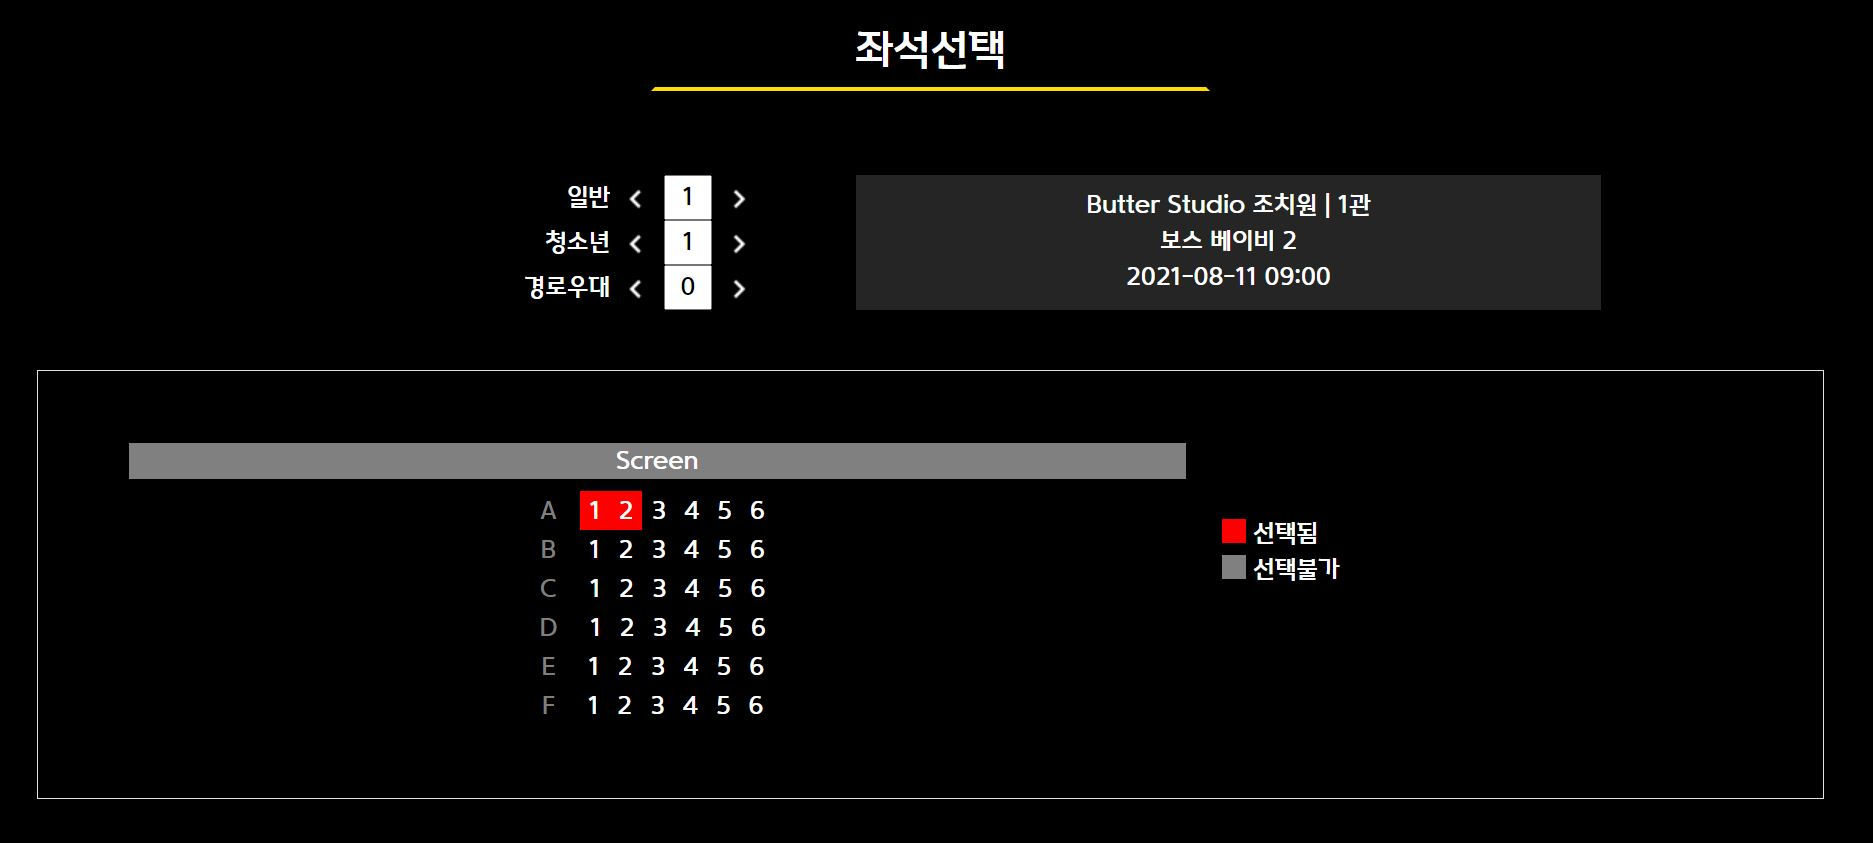 좌석선택
일반 1
청소년 1
경로우대 0
Butter Studio 조치원 | 1관
보스 베이비 2
2021-08-11 09:00
Screen
A 1 2 3 4 5 6
B 1 2 3 4 5 6
C 1 2 3 4 5 6
D 1 2 3 4 5 6
E 1 2 3 4 5 6
F 1 2 3 4 5 6
선택됨
선택불가